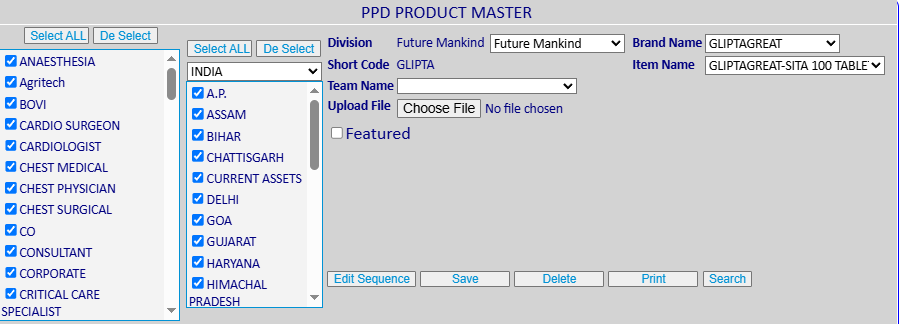 PPD PRODUCT MASTER
Select ALL De Select
ANAESTHESIA
Agritech
BOVI
CARDIO SURGEON
CARDIOLOGIST
CHEST MEDICAL
CHEST PHYSICIAN
CHEST SURGICAL
CO
CONSULTANT
CORPORATE
CRITICAL CARE
SPECIALIST
Select ALL De Select
INDIA
A.P.
ASSAM
BIHAR
CHATTISGARH
CURRENT ASSETS
DELHI
GOA
GUJARAT
HARYANA
HIMACHAL
PRADESH
Division Future Mankind Future Mankind Brand Name GLIPTAGREAT
Short Code GLIPTA Item Name GLIPTAGREAT-SITA 100 TABLE
Team Name
Upload File Choose File No file chosen
Featured
Edit Sequence Save Delete Print Search